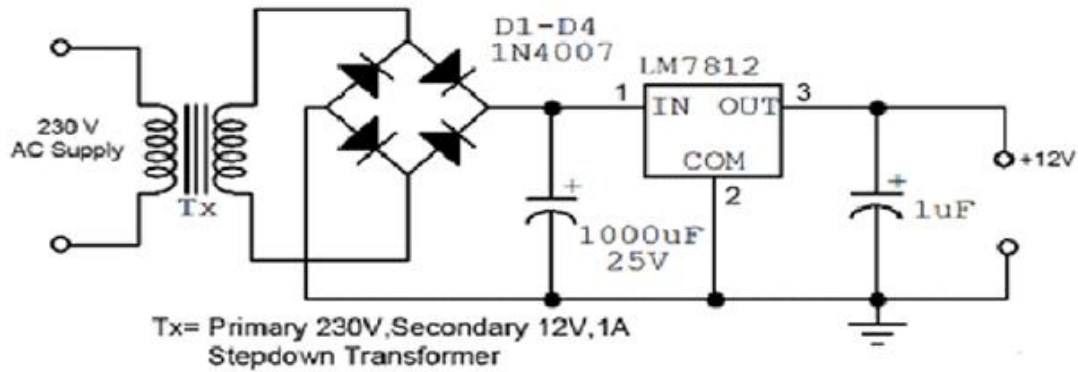 D1-D4
1N4007
LM7812
1
IN OUT
3
230 V
AC Supply
COM
+12V
2
Tx
+
1000uF
25V
+
1uF
Tx= Primary 230V,Secondary 12V,1A
Stepdown Transformer